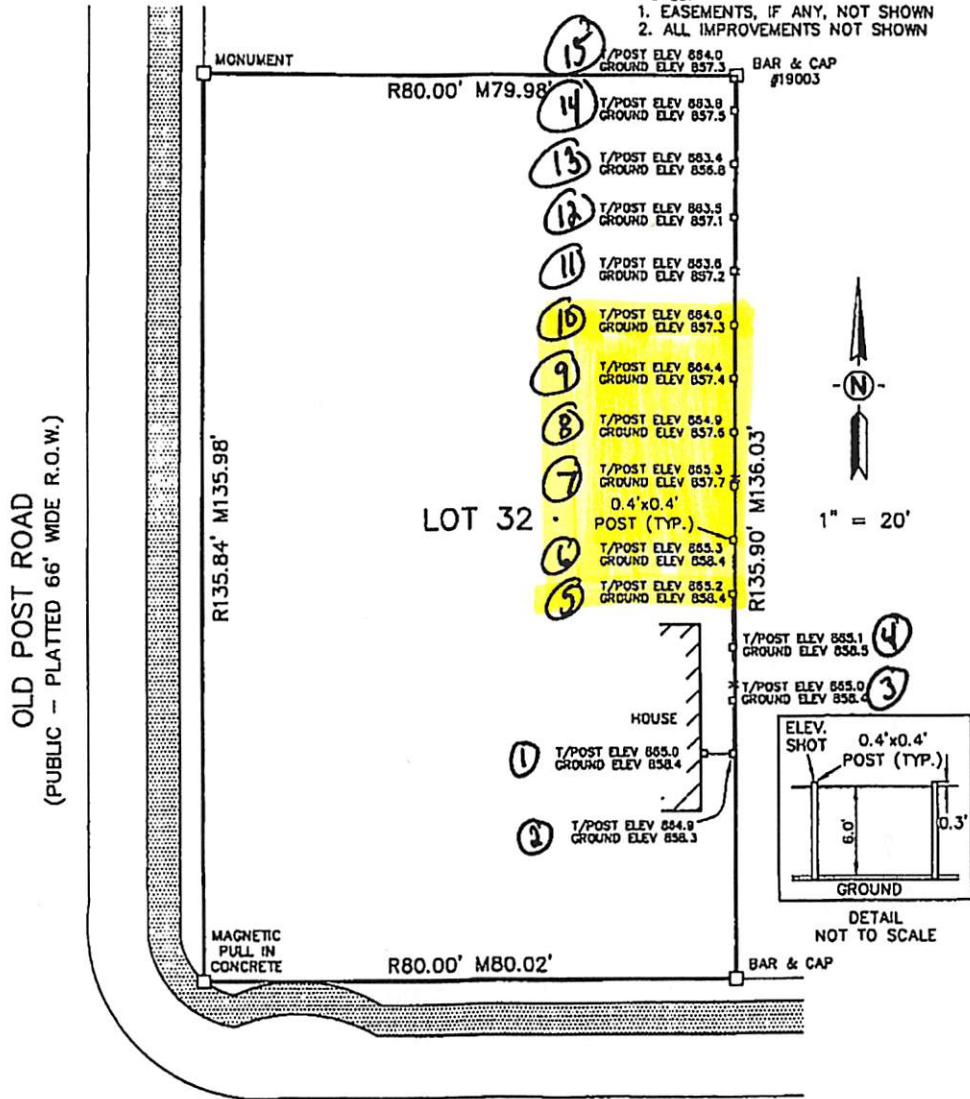 1. EASEMENTS, IF ANY, NOT SHOWN
2. ALL IMPROVEMENTS NOT SHOWN
MONUMENT
15
T/POST ELEV 864.0
GROUND ELEV 857.3
BAR & CAP
#19003
R80.00' M79.98'
14
T/POST ELEV 863.8
GROUND ELEV 857.5
13
T/POST ELEV 863.4
GROUND ELEV 856.8
12
T/POST ELEV 863.5
GROUND ELEV 857.1
11
T/POST ELEV 863.6
GROUND ELEV 857.2
10
T/POST ELEV 864.0
GROUND ELEV 857.3
9
T/POST ELEV 864.4
GROUND ELEV 857.4
-N-
8
T/POST ELEV 864.9
GROUND ELEV 857.6
7
T/POST ELEV 865.3
GROUND ELEV 857.7
OLD POST ROAD
(PUBLIC - PLATTED 66' WIDE R.O.W.)
R135.84' M135.98'
LOT 32
0.4'x0.4'
POST (TYP.)
R135.90' M136.03'
1" = 20'
6
T/POST ELEV 865.3
GROUND ELEV 858.4
5
T/POST ELEV 865.2
GROUND ELEV 858.4
T/POST ELEV 865.1
GROUND ELEV 858.5
4
T/POST ELEV 865.0
GROUND ELEV 858.4
3
HOUSE
1
T/POST ELEV 865.0
GROUND ELEV 858.4
2
T/POST ELEV 864.9
GROUND ELEV 858.3
ELEV.
SHOT
0.4'x0.4'
POST (TYP.)
6.0'
0.3'
GROUND
DETAIL
NOT TO SCALE
MAGNETIC
PULL IN
CONCRETE
R80.00' M80.02'
BAR & CAP